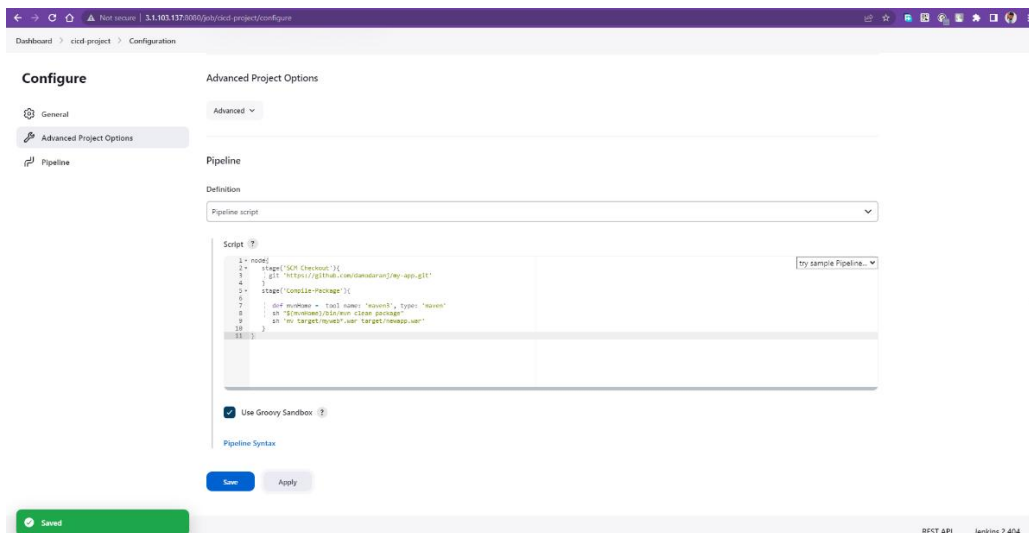 Not secure | 3.1.103.137:8080/job/cicd-project/configure
Dashboard > cicd-project > Configuration
Configure
General
Advanced Project Options
Pipeline
Advanced Project Options
Advanced
Pipeline
Definition
Pipeline script
Script ?
try sample Pipeline...
1 node{
2 stage('SCM Checkout'){
3 git 'https://github.com/damodaranj/my-app.git'
4 }
5 stage('Compile-Package'){
6
7 def mvnHome = tool name: 'maven3', type: 'maven'
8 sh "${mvnHome}/bin/mvn clean package"
9 sh 'mv target/myweb*.war target/newapp.war'
10 }
11 }
Use Groovy Sandbox ?
Pipeline Syntax
Save Apply
Saved
REST API Jenkins 2.404